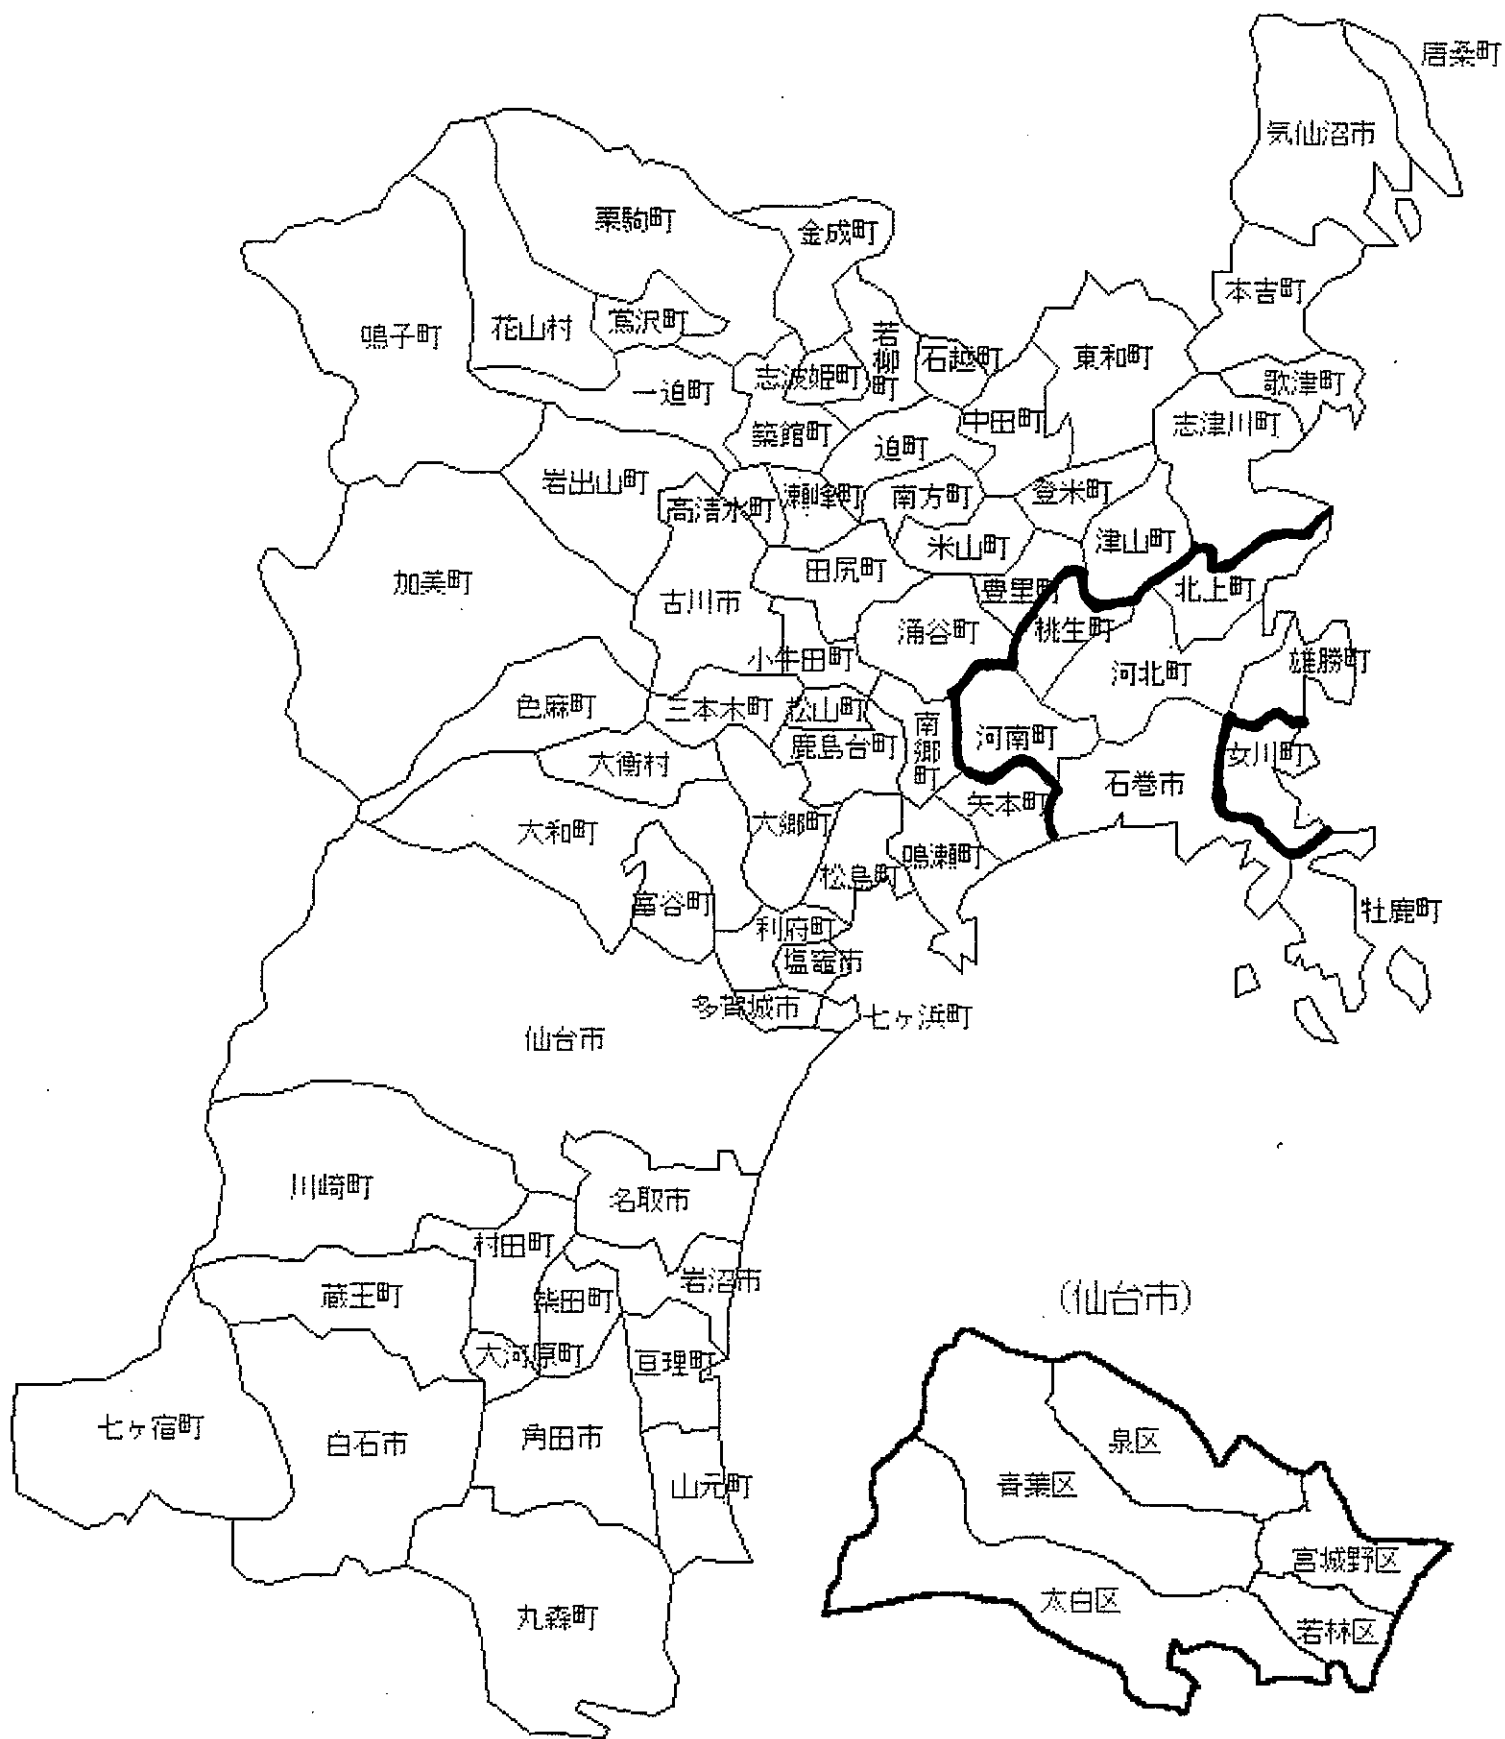 唐桑町
気仙沼市
栗駒町
金成町
本吉町
鳴子町
花山村
鶯沢町
若柳町
石越町
東和町
一迫町
志波姫町
歌津町
中田町
志津川町
築館町
迫町
岩出山町
高清水町
瀬峰町
南方町
登米町
米山町
津山町
加美町
田尻町
豊里町
北上町
古川市
涌谷町
桃生町
小牛田町
河北町
雄勝町
色麻町
三本木町
松山町
南郷町
河南町
鹿島台町
女川町
大衡村
石巻市
矢本町
大和町
大郷町
鳴瀬町
松島町
富谷町
牡鹿町
利府町
塩竈市
多賀城市
七ヶ浜町
仙台市
川崎町
名取市
村田町
岩沼市
蔵王町
柴田町
大河原町
亘理町
七ヶ宿町
白石市
角田市
山元町
丸森町
(仙台市)
泉区
青葉区
宮城野区
太白区
若林区